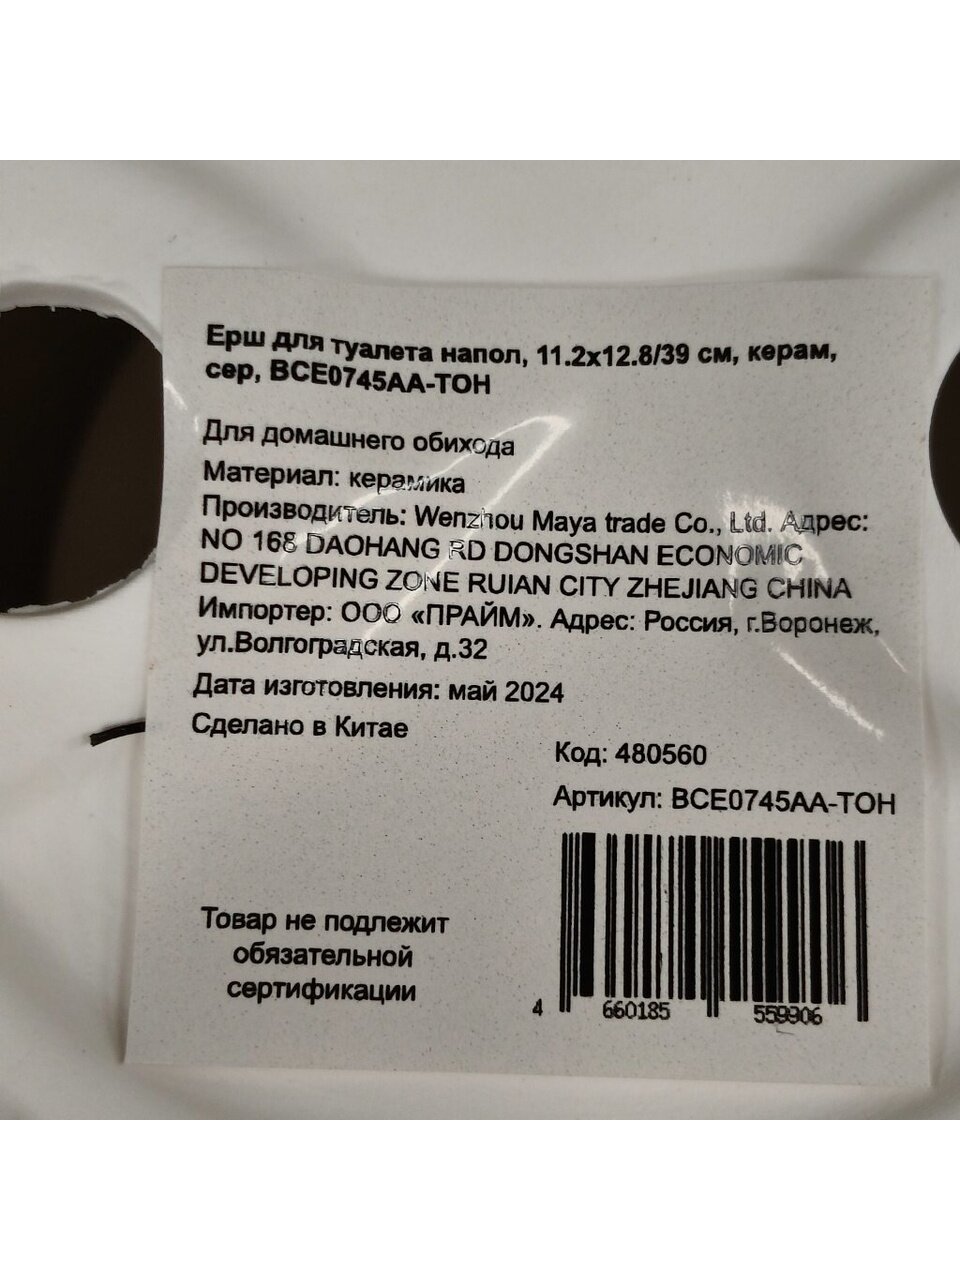 Ерш для туалета напол, 11.2x12.8/39 см, керам,
сер, BCE0745AA-TOH
Для домашнего обихода
Материал: керамика
Производитель: Wenzhou Maya trade Co., Ltd. Адрес:
NO 168 DAOHANG RD DONGSHAN ECONOMIC
DEVELOPING ZONE RUIAN CITY ZHEJIANG CHINA
Импортер: ООО «ПРАЙМ». Адрес: Россия, г.Воронеж,
ул.Волгоградская, д.32
Дата изготовления: май 2024
Сделано в Китае
Код: 480560
Артикул: BCE0745AA-TOH
Товар не подлежит
обязательной
сертификации
4 660185 559906